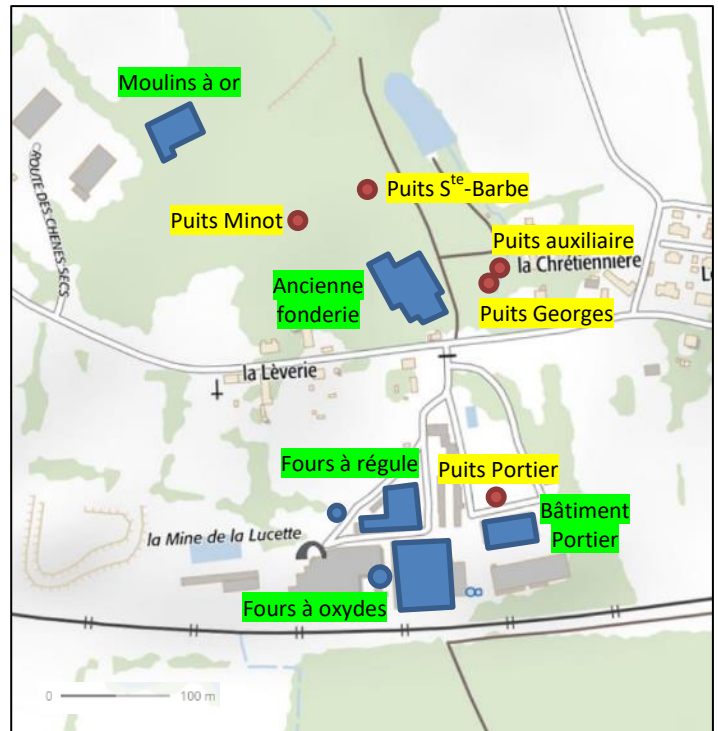 Moulins à or
ROUTE DES CHENES SECS
Puits Ste-Barbe
Puits Minot
Puits auxiliaire
la Chrétiennière
Ancienne
fonderie
Puits Georges
la Lèverie
Fours à régule
Puits Portier
Bâtiment
Portier
la Mine de la Lucette
Fours à oxydes
0
100 m